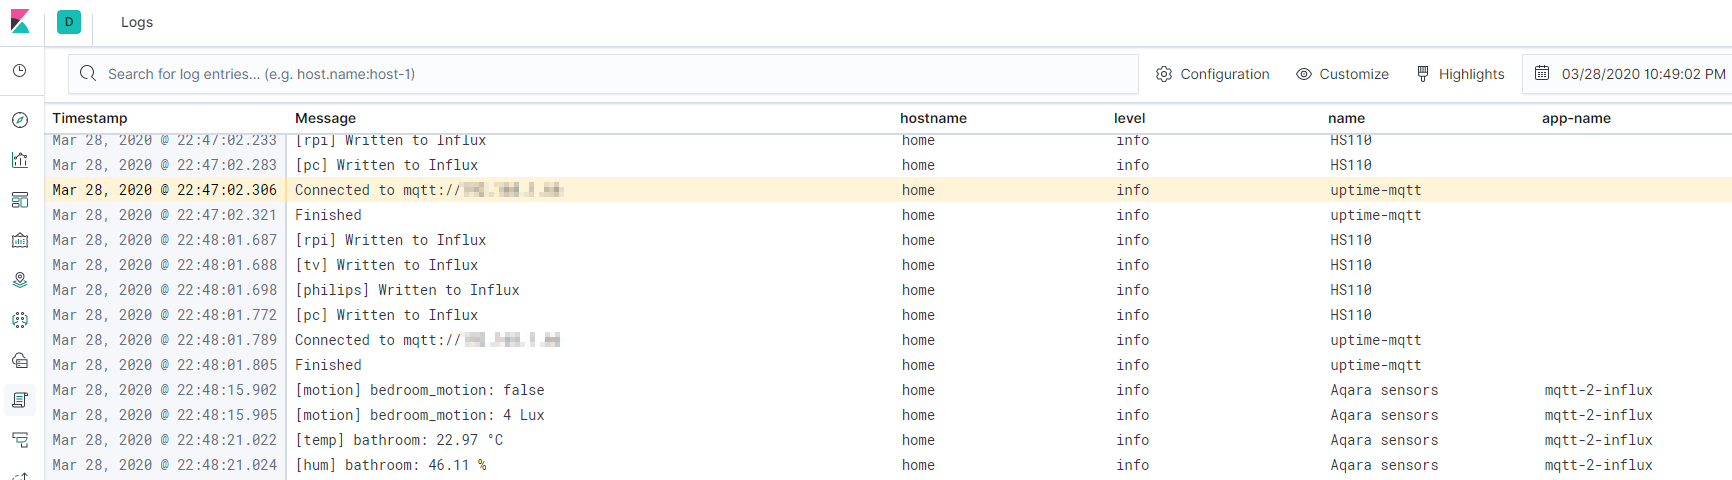 D Logs
Search for log entries... (e.g. host.name:host-1) Configuration Customize Highlights 03/28/2020 10:49:02 PM
Timestamp Message hostname level name app-name
Mar 28, 2020 @ 22:47:02.233 [rpi] Written to Influx home info HS110
Mar 28, 2020 @ 22:47:02.283 [pc] Written to Influx home info HS110
Mar 28, 2020 @ 22:47:02.306 Connected to mqtt:// home info uptime-mqtt
Mar 28, 2020 @ 22:47:02.321 Finished home info uptime-mqtt
Mar 28, 2020 @ 22:48:01.687 [rpi] Written to Influx home info HS110
Mar 28, 2020 @ 22:48:01.688 [tv] Written to Influx home info HS110
Mar 28, 2020 @ 22:48:01.698 [philips] Written to Influx home info HS110
Mar 28, 2020 @ 22:48:01.772 [pc] Written to Influx home info HS110
Mar 28, 2020 @ 22:48:01.789 Connected to mqtt:// home info uptime-mqtt
Mar 28, 2020 @ 22:48:01.805 Finished home info uptime-mqtt
Mar 28, 2020 @ 22:48:15.902 [motion] bedroom_motion: false home info Aqara sensors mqtt-2-influx
Mar 28, 2020 @ 22:48:15.905 [motion] bedroom_motion: 4 Lux home info Aqara sensors mqtt-2-influx
Mar 28, 2020 @ 22:48:21.022 [temp] bathroom: 22.97 °C home info Aqara sensors mqtt-2-influx
Mar 28, 2020 @ 22:48:21.024 [hum] bathroom: 46.11 % home info Aqara sensors mqtt-2-influx